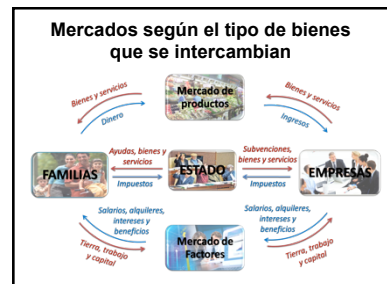 Mercados según el tipo de bienes
que se intercambian
Bienes y servicios
Dinero
Mercado de
productos
Bienes y servicios
Ingresos
FAMILIAS
Ayudas, bienes y
servicios
Impuestos
ESTADO
Subvenciones,
bienes y servicios
Impuestos
EMPRESAS
Salarios, alquileres,
intereses y
beneficios
Tierra, trabajo
y capital
Mercado de
Factores
Salarios, alquileres,
intereses y
beneficios
Tierra, trabajo
y capital